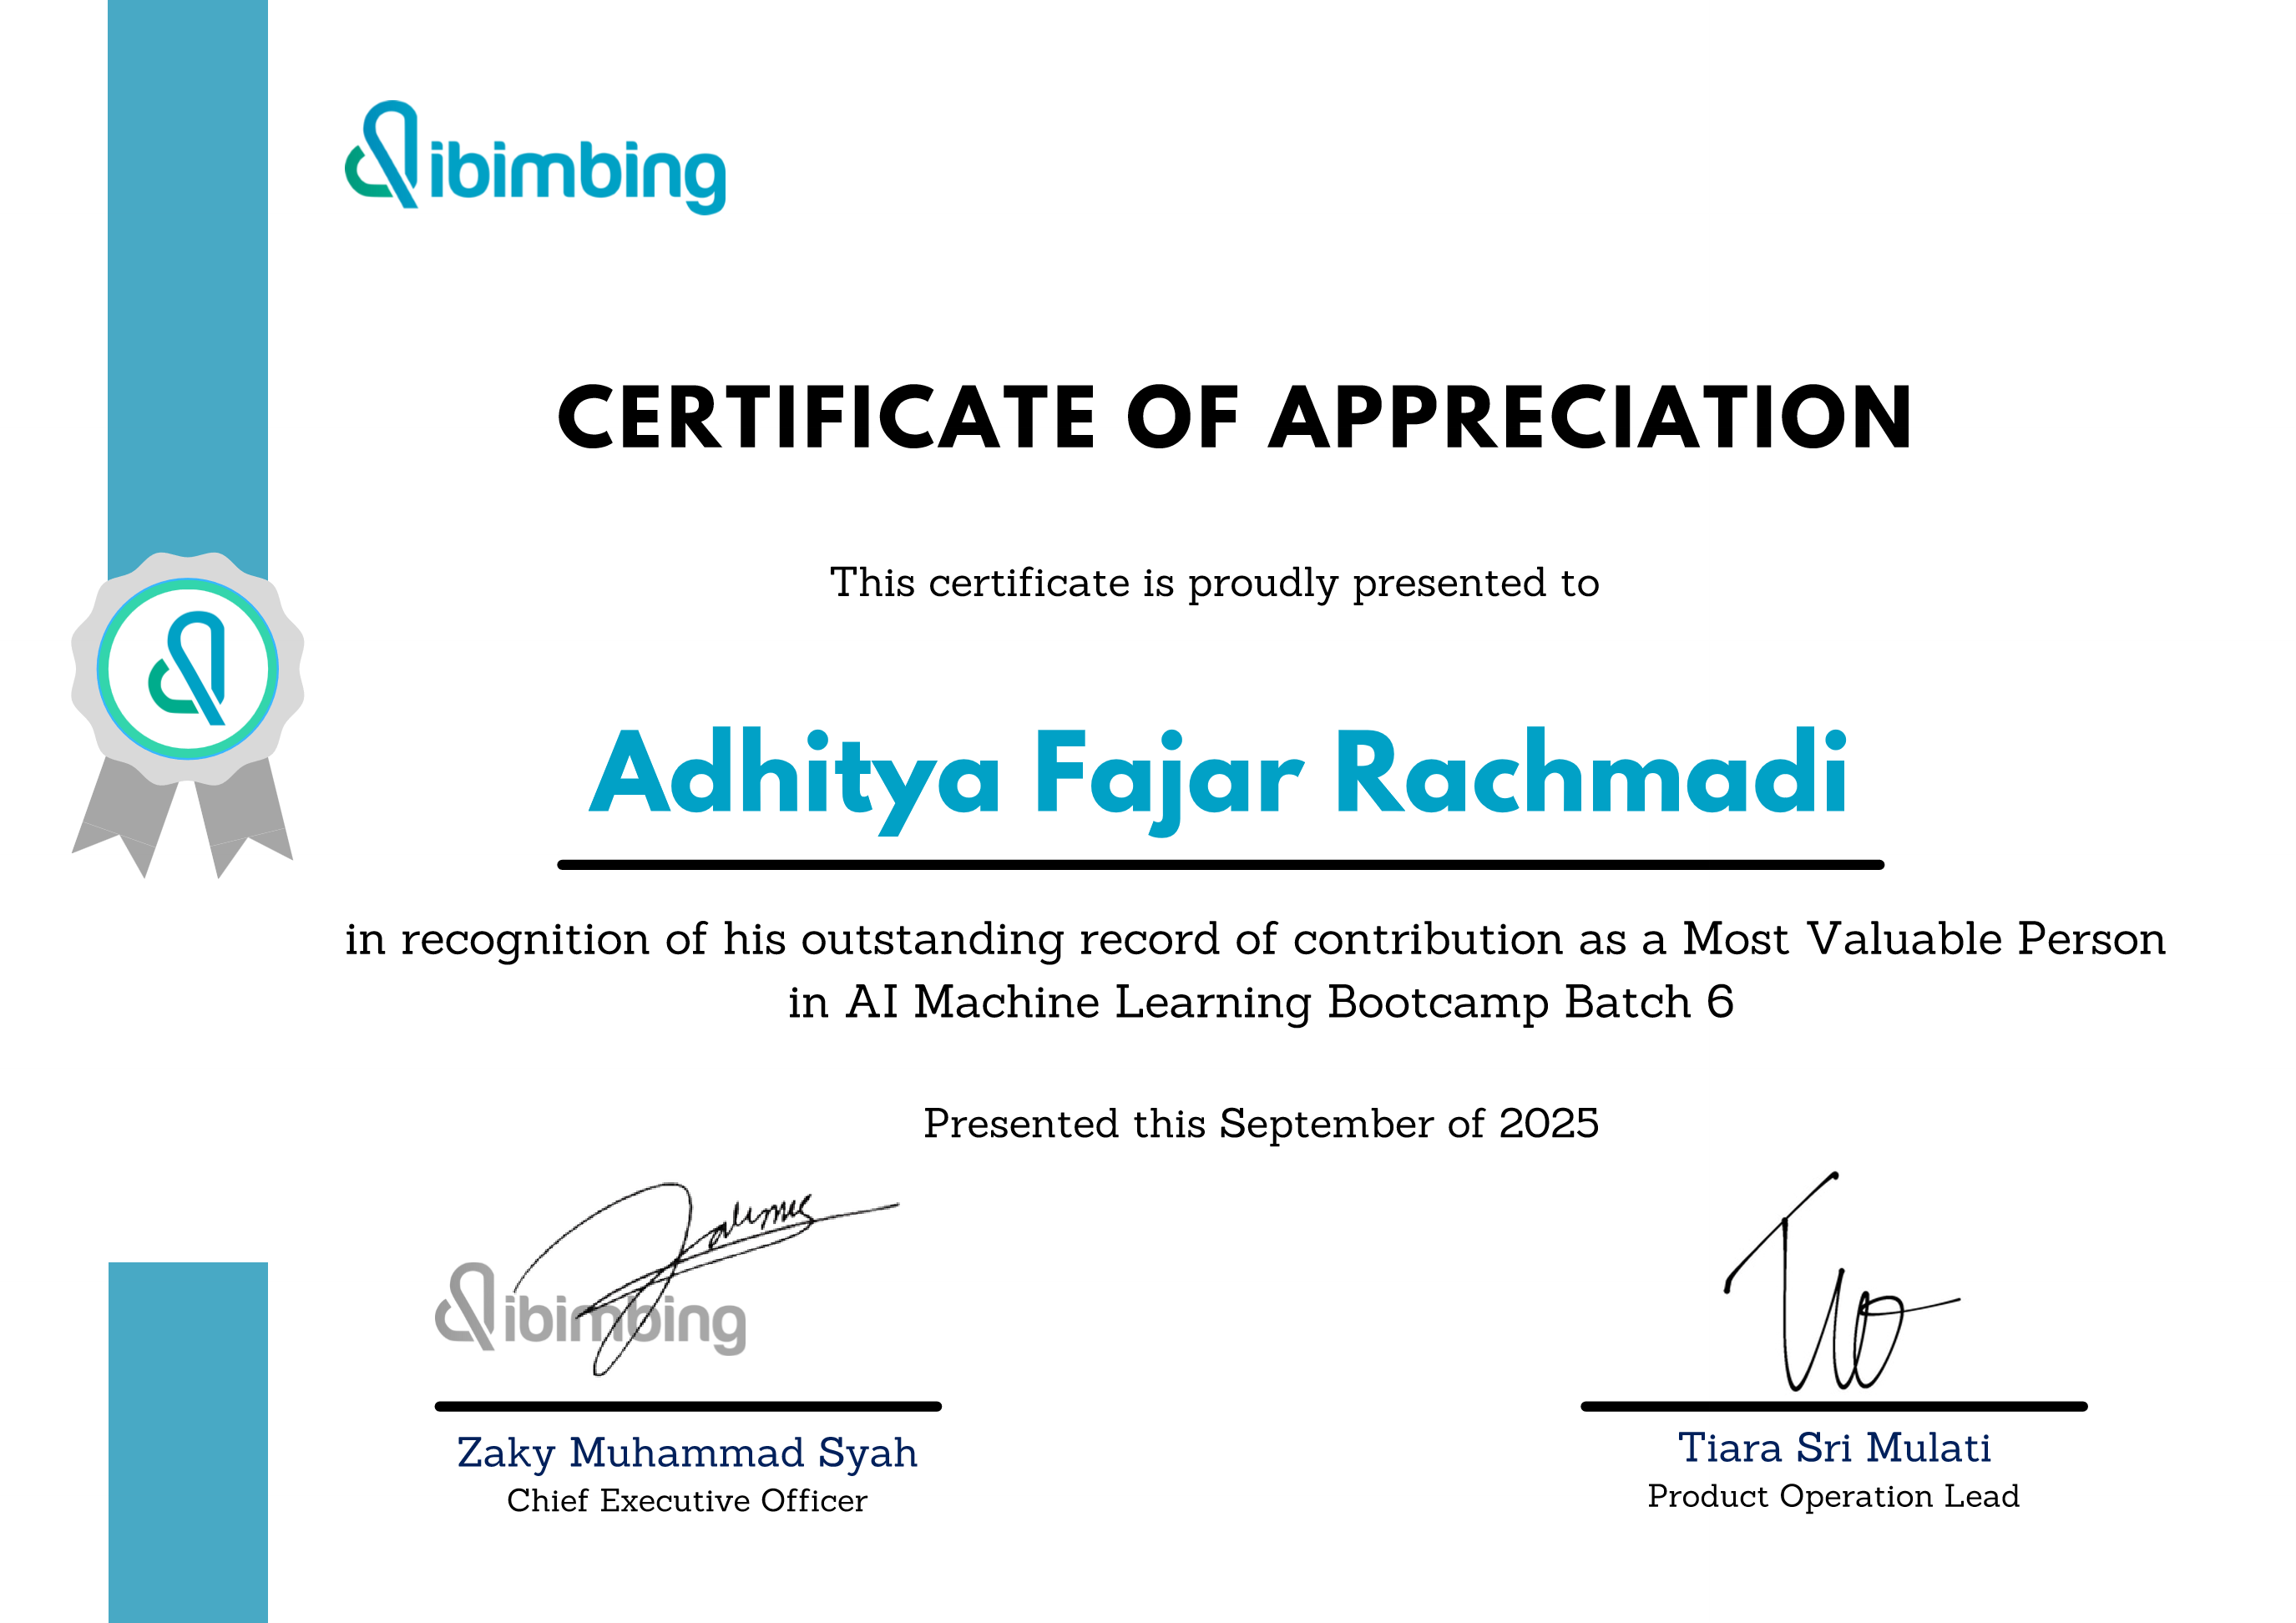 dibimbing
CERTIFICATE OF APPRECIATION
This certificate is proudly presented to
Adhitya Fajar Rachmadi
in recognition of his outstanding record of contribution as a Most Valuable Person
in AI Machine Learning Bootcamp Batch 6
Presented this September of 2025
dibimbing
Zaky Muhammad Syah
Chief Executive Officer
Tiara Sri Mulati
Product Operation Lead